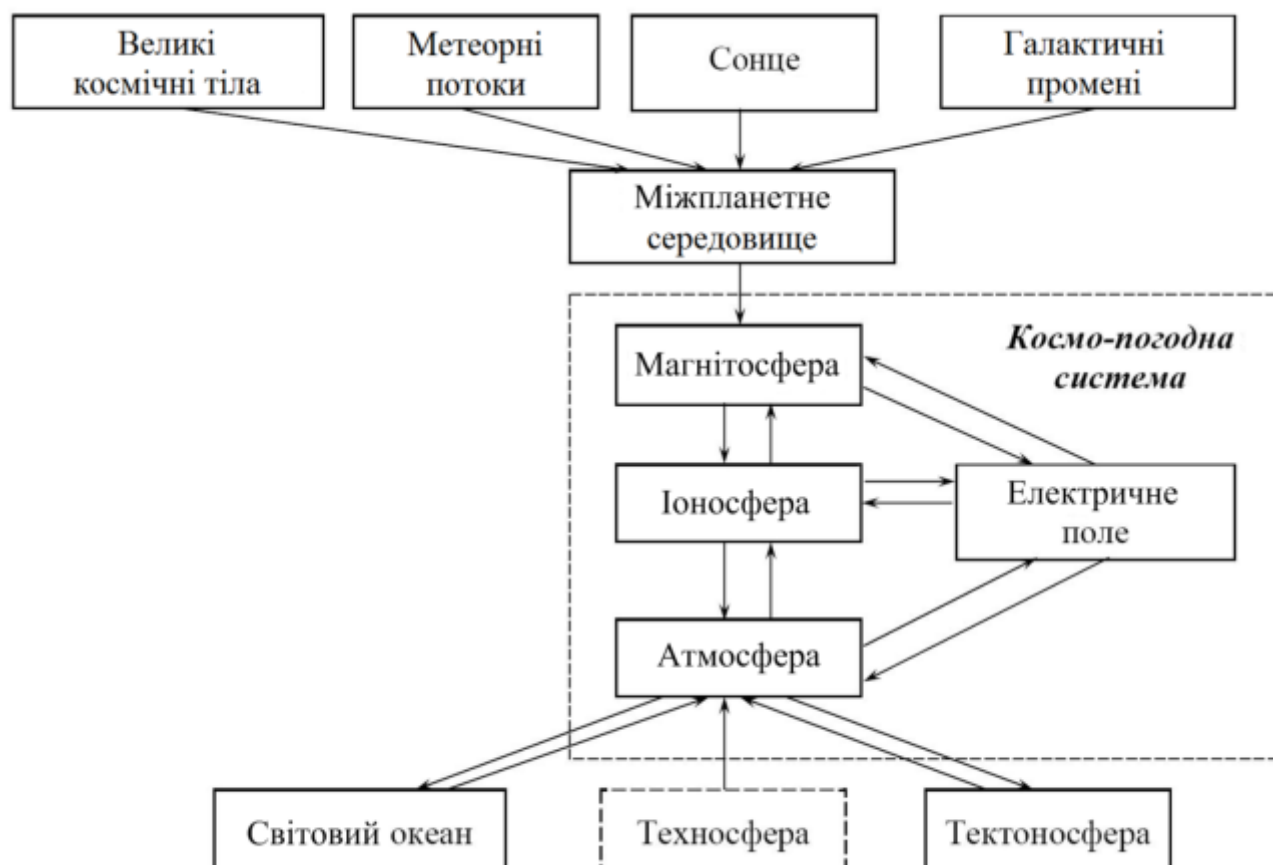 Великі
космічні тіла
Метеорні
потоки
Сонце
Галактичні
промені
Міжпланетне
середовище
Космо-погодна
система
Магнітосфера
Іоносфера
Електричне
поле
Атмосфера
Світовий океан
Техносфера
Тектоносфера